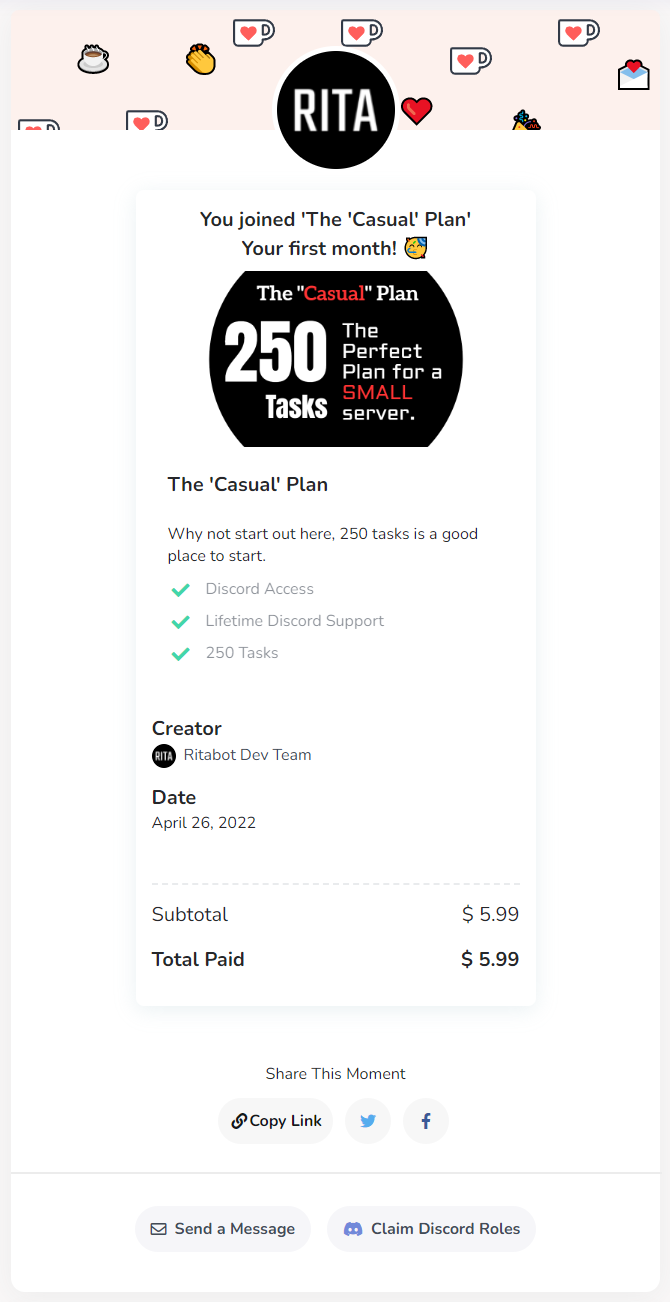 RITA
You joined 'The 'Casual' Plan'
Your first month! 🥳
The "Casual" Plan
250
Tasks
The
Perfect
Plan for a
SMALL
server.
The 'Casual' Plan
Why not start out here, 250 tasks is a good
place to start.
Discord Access
Lifetime Discord Support
250 Tasks
Creator
RITA Ritabot Dev Team
Date
April 26, 2022
Subtotal $ 5.99
Total Paid $ 5.99
Share This Moment
Copy Link
Send a Message Claim Discord Roles